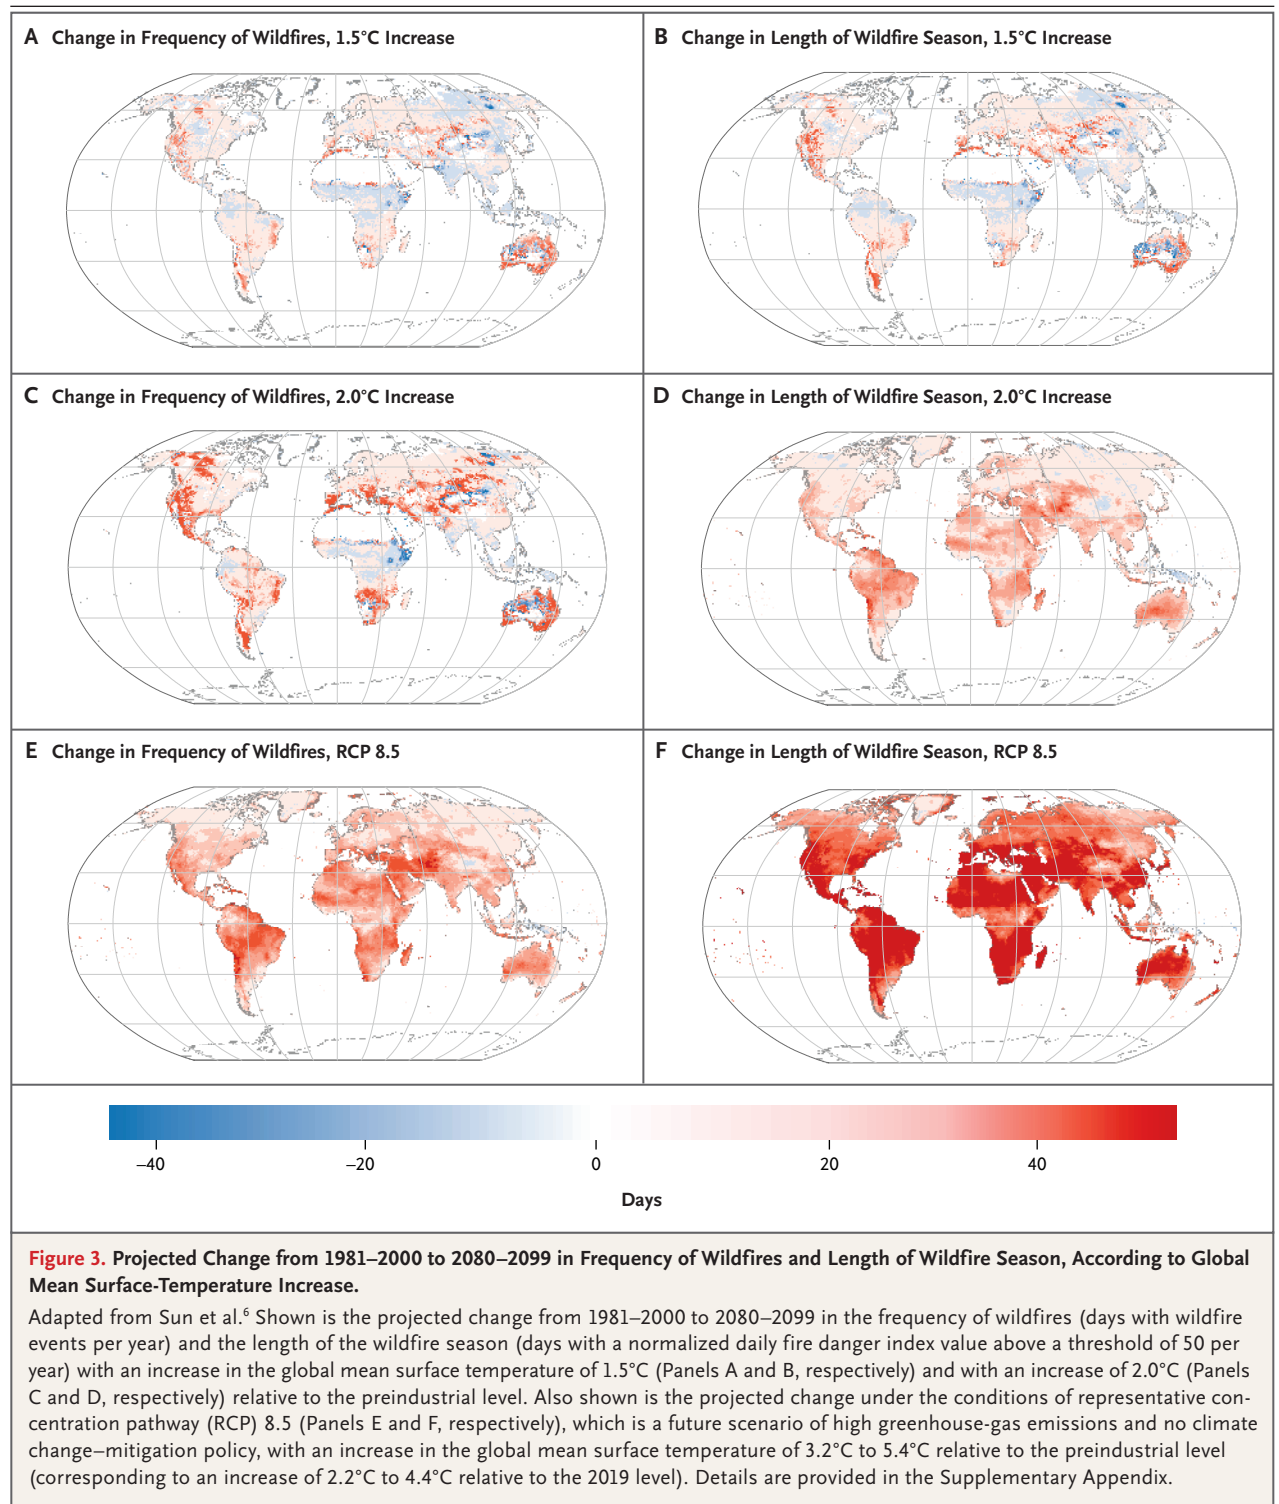 A Change in Frequency of Wildfires, 1.5°C Increase
B Change in Length of Wildfire Season, 1.5°C Increase
C Change in Frequency of Wildfires, 2.0°C Increase
D Change in Length of Wildfire Season, 2.0°C Increase
E Change in Frequency of Wildfires, RCP 8.5
F Change in Length of Wildfire Season, RCP 8.5
–40 –20 0 20 40
Days
Figure 3. Projected Change from 1981–2000 to 2080–2099 in Frequency of Wildfires and Length of Wildfire Season, According to Global
Mean Surface-Temperature Increase.
Adapted from Sun et al.⁶ Shown is the projected change from 1981–2000 to 2080–2099 in the frequency of wildfires (days with wildfire
events per year) and the length of the wildfire season (days with a normalized daily fire danger index value above a threshold of 50 per
year) with an increase in the global mean surface temperature of 1.5°C (Panels A and B, respectively) and with an increase of 2.0°C (Panels
C and D, respectively) relative to the preindustrial level. Also shown is the projected change under the conditions of representative con-
centration pathway (RCP) 8.5 (Panels E and F, respectively), which is a future scenario of high greenhouse-gas emissions and no climate
change–mitigation policy, with an increase in the global mean surface temperature of 3.2°C to 5.4°C relative to the preindustrial level
(corresponding to an increase of 2.2°C to 4.4°C relative to the 2019 level). Details are provided in the Supplementary Appendix.